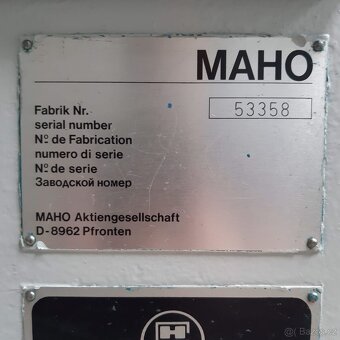 MAHO
Fabrik Nr. 53358
serial number
No. de Fabrication
numero di serie
No. de serie
Заводской номер
MAHO Aktiengesellschaft
D-8962 Pfronten
H